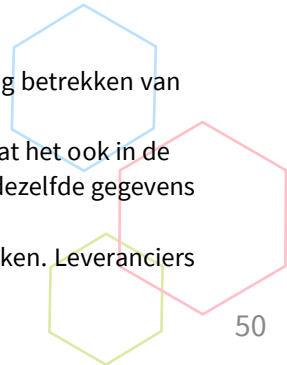 g betrekken van
at het ook in de
dezelfde gegevens
ken. Leveranciers
50